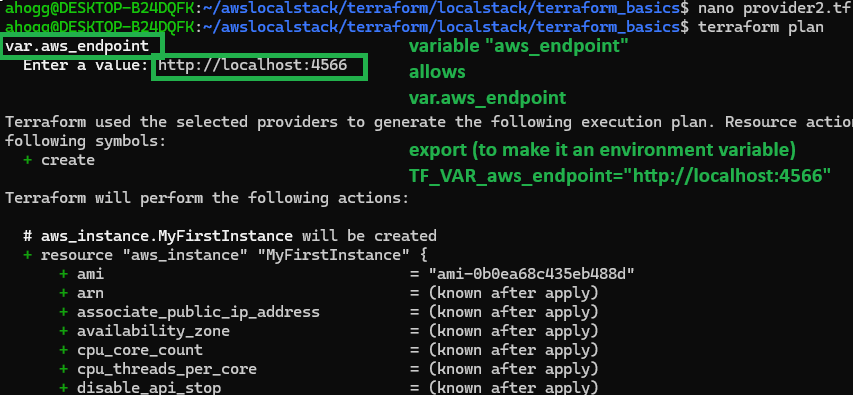 ahogg@DESKTOP-B24DQFK:~/awslocalstack/terraform/localstack/terraform_basics$ nano provider2.tf
ahogg@DESKTOP-B24DQFK:~/awslocalstack/terraform/localstack/terraform_basics$ terraform plan
var.aws_endpoint
variable "aws_endpoint"
Enter a value: http://localhost:4566
allows
var.aws_endpoint
Terraform used the selected providers to generate the following execution plan. Resource actio
following symbols:
+ create
export (to make it an environment variable)
TF_VAR_aws_endpoint="http://localhost:4566"
Terraform will perform the following actions:
# aws_instance.MyFirstInstance will be created
+ resource "aws_instance" "MyFirstInstance" {
+ ami = "ami-0b0ea68c435eb488d"
+ arn = (known after apply)
+ associate_public_ip_address = (known after apply)
+ availability_zone = (known after apply)
+ cpu_core_count = (known after apply)
+ cpu_threads_per_core = (known after apply)
+ disable_api_stop = (known after apply)